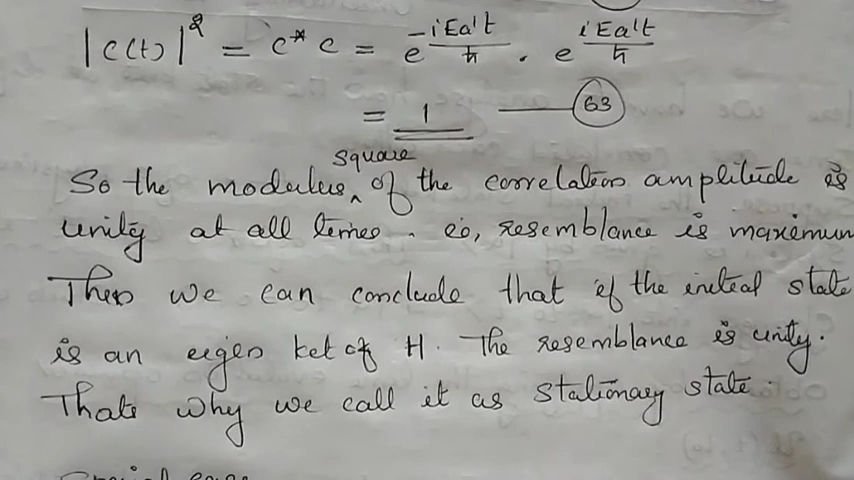 |C(t)|² = C* C = e^{-iEa't/ħ} . e^{iEa't/ħ}
= 1 —— 63
square
So the modulus ^ of the correlation amplitude is
unity at all times. ie, resemblance is maximum
Then we can conclude that if the initial state
is an eigen ket of H. The resemblance is unity.
Thats why we call it as stationary state.
Special case